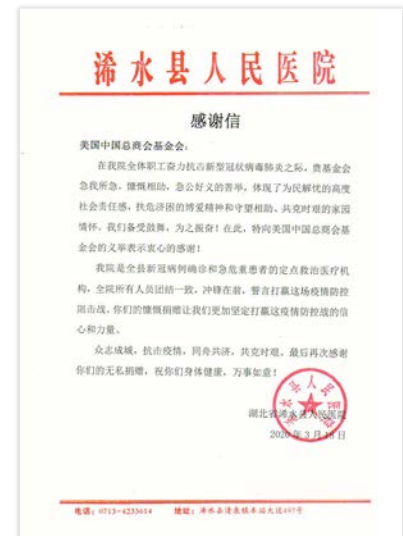 浠水县人民医院
感谢信
美国中国总商会基金会：
在我院全体职工奋力抗击新型冠状病毒肺炎之际，贵基金会
急我所急，慷慨相助，急公好义的善举，体现了为民解忧的高度
社会责任感，扶危济困的博爱精神和守望相助、共克时艰的家园
情怀。我们备受鼓舞，为之振奋！在此，特向美国中国总商会基
金会的义举表示衷心的感谢！
我院是全县新冠病例确诊和急危重患者的定点救治医疗机
构，全院所有人员团结一致，冲锋在前，誓言打赢这场疫情防控
阻击战。你们的慷慨捐赠让我们更加坚定打赢这疫情防控战的信
心和力量。
众志成城，抗击疫情，同舟共济，共克时艰。最后再次感谢
你们的无私捐赠，祝你们身体健康，万事如意！
湖北省浠水县人民医院
2020年3月18日
电话：0713-4233614 地址：浠水县清泉镇车站大道497号